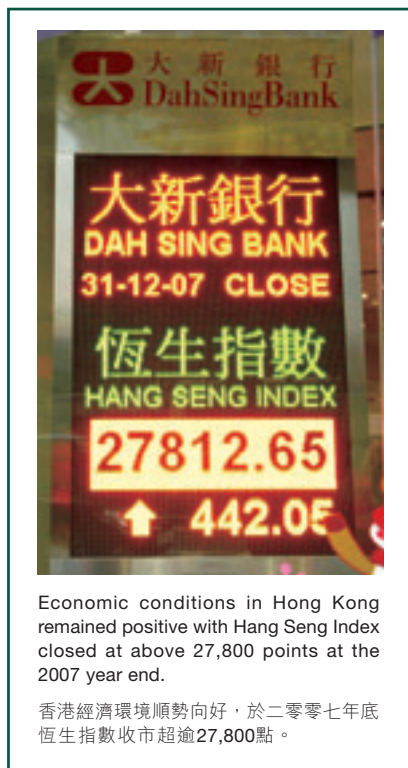 大新銀行
DahSingBank
大新銀行
DAH SING BANK
31-12-07 CLOSE
恆生指數
HANG SENG INDEX
27812.65
442.05
Economic conditions in Hong Kong
remained positive with Hang Seng Index
closed at above 27,800 points at the
2007 year end.
香港經濟環境順勢向好,於二零零七年底
恆生指數收市超逾27,800點。